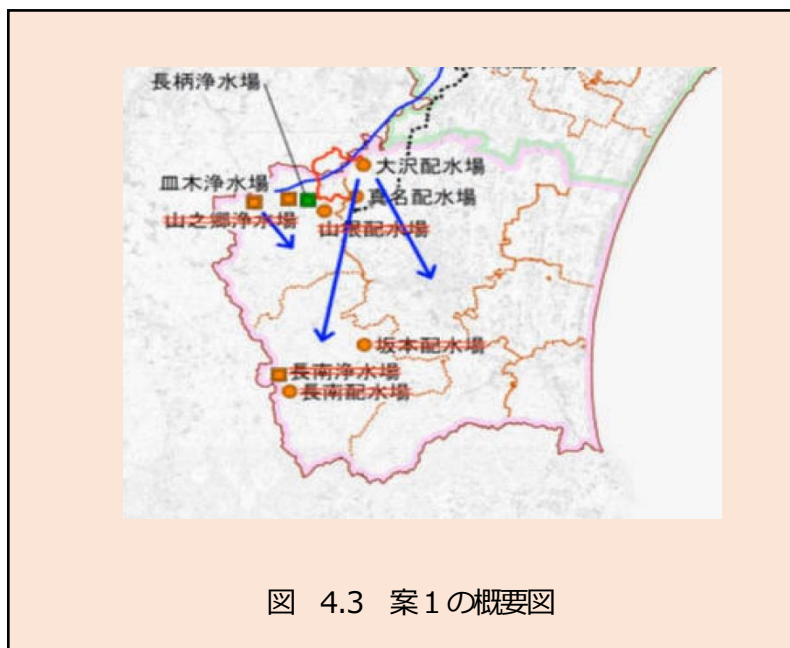 長柄浄水場
大沢配水場
皿木浄水場
真名配水場
山之郷浄水場
山根配水場
坂本配水場
長南浄水場
長南配水場
図 4.3 案1の概要図